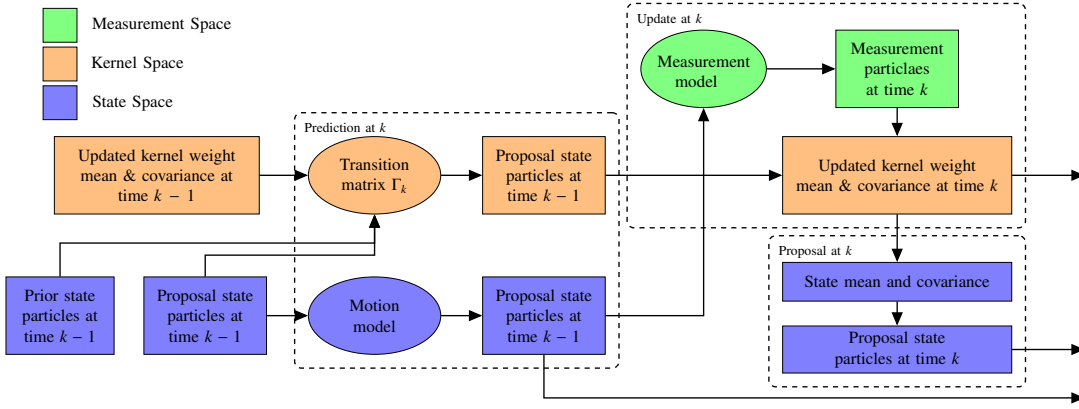 Measurement Space
Kernel Space
State Space
Update at k
Measurement
model
Measurement
particlaes
at time k
Prediction at k
Updated kernel weight
mean & covariance at
time k − 1
Transition
matrix Γk
Proposal state
particles at
time k − 1
Updated kernel weight
mean & covariance at time k
Prior state
particles at
time k − 1
Proposal state
particles at
time k − 1
Motion
model
Proposal state
particles at
time k − 1
Proposal at k
State mean and covariance
Proposal state
particles at time k